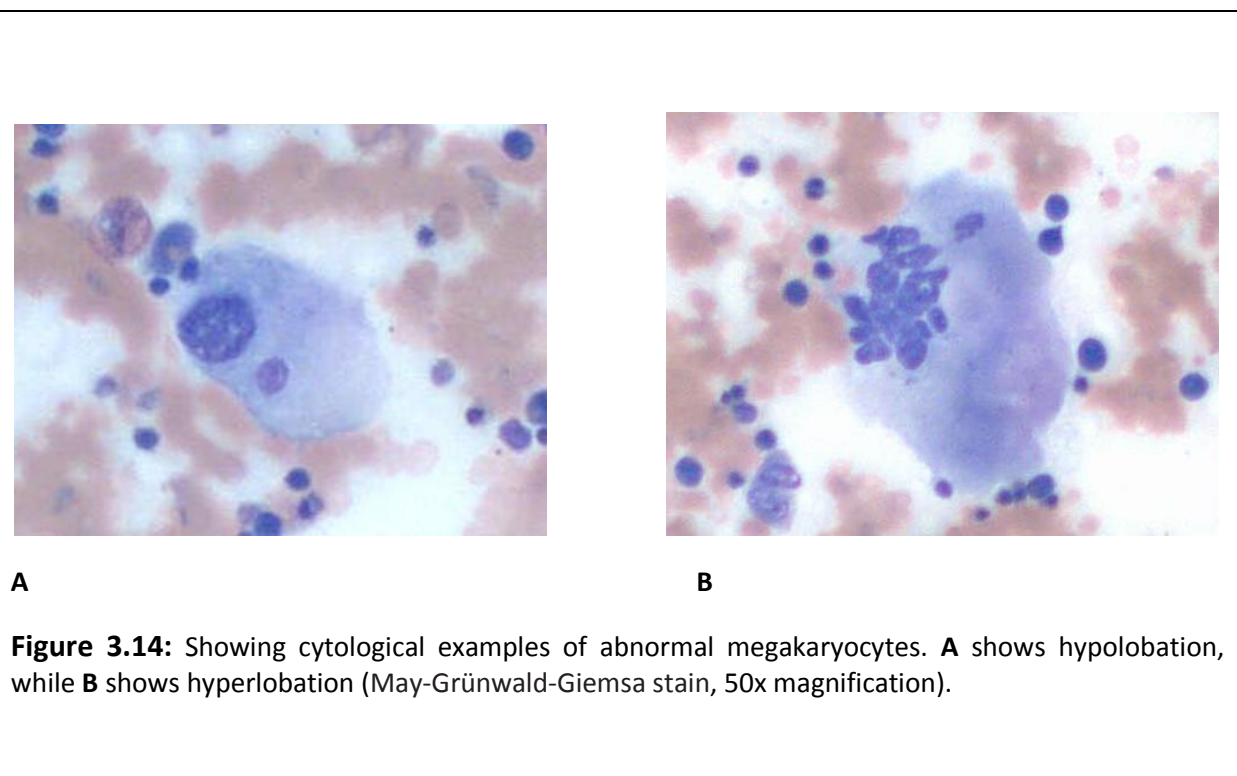 A
B
Figure 3.14: Showing cytological examples of abnormal megakaryocytes. A shows hypolobation,
while B shows hyperlobation (May-Grünwald-Giemsa stain, 50x magnification).